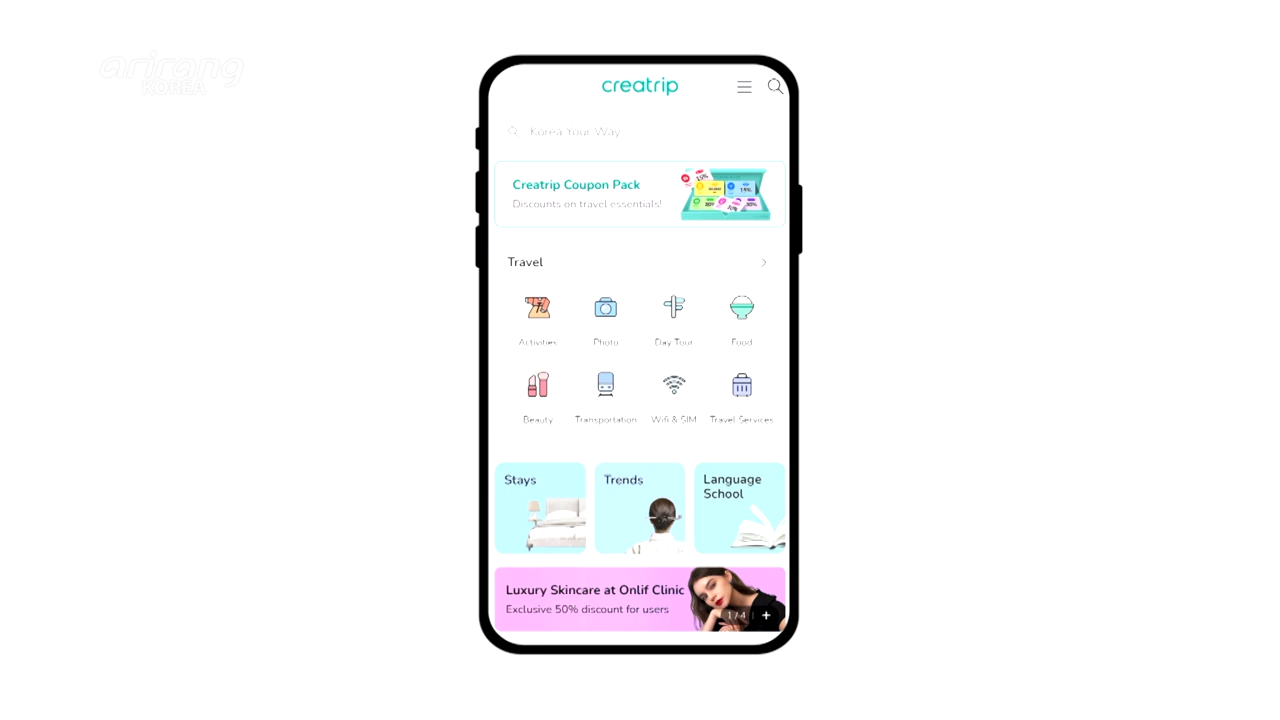 arirang
KOREA
creatrip
Korea Your Way
Creatrip Coupon Pack
Discounts on travel essentials!
Travel
Activities
Photo
Day Tour
Food
Beauty
Transportation
Wifi & SIM
Travel Services
Stays
Trends
Language
School
Luxury Skincare at Onlif Clinic
Exclusive 50% discount for users
1 / 4 | +